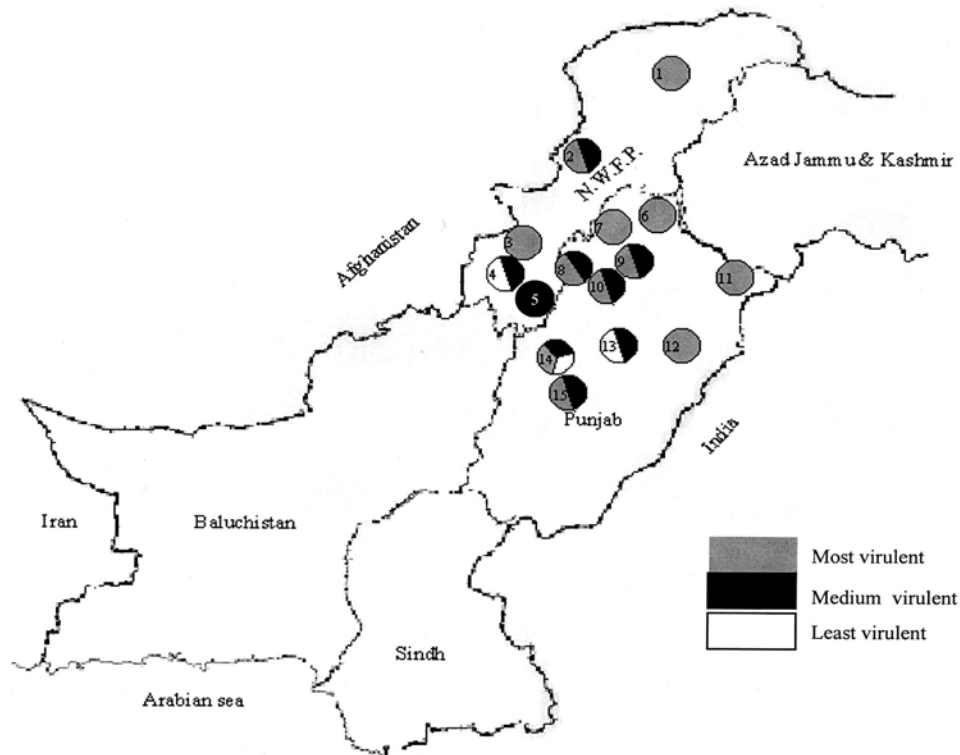 1
2
N.W.F.P.
Azad Jammu & Kashmir
Afghanistan
3
7
6
4
8
9
10
11
5
14
13
12
15
Punjab
India
Iran
Baluchistan
Sindh
Arabian sea
Most virulent
Medium virulent
Least virulent